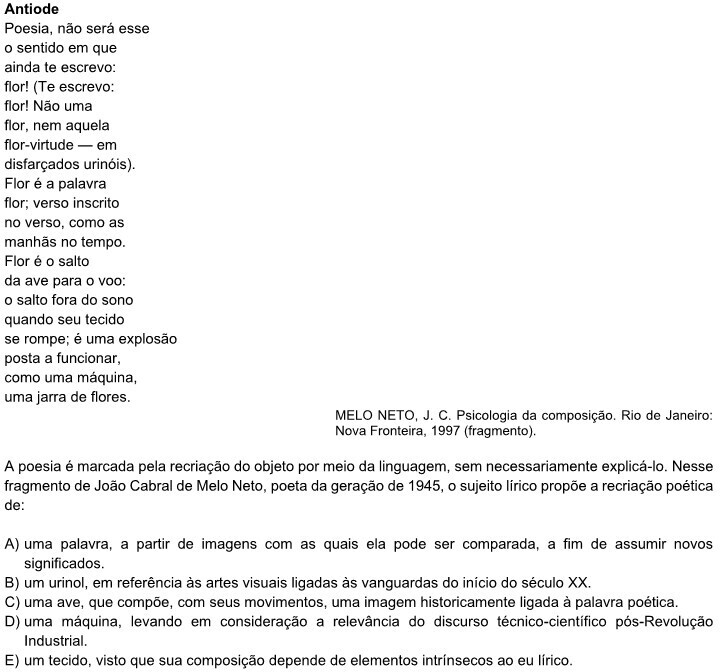 Antiode
Poesia, não será esse
o sentido em que
ainda te escrevo:
flor! (Te escrevo:
flor! Não uma
flor, nem aquela
flor-virtude — em
disfarçados urinóis).
Flor é a palavra
flor; verso inscrito
no verso, como as
manhãs no tempo.
Flor é o salto
da ave para o voo:
o salto fora do sono
quando seu tecido
se rompe; é uma explosão
posta a funcionar,
como uma máquina,
uma jarra de flores.
MELO NETO, J. C. Psicologia da composição. Rio de Janeiro:
Nova Fronteira, 1997 (fragmento).
A poesia é marcada pela recriação do objeto por meio da linguagem, sem necessariamente explicá-lo. Nesse
fragmento de João Cabral de Melo Neto, poeta da geração de 1945, o sujeito lírico propõe a recriação poética
de:
A) uma palavra, a partir de imagens com as quais ela pode ser comparada, a fim de assumir novos
significados.
B) um urinol, em referência às artes visuais ligadas às vanguardas do início do século XX.
C) uma ave, que compõe, com seus movimentos, uma imagem historicamente ligada à palavra poética.
D) uma máquina, levando em consideração a relevância do discurso técnico-científico pós-Revolução
Industrial.
E) um tecido, visto que sua composição depende de elementos intrínsecos ao eu lírico.